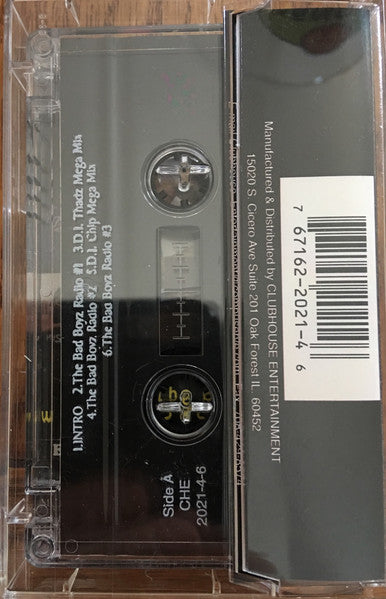 1.INTRO 2.The Bad Boyz Radio #1 3.D.J. Thadz Mega Mix
4.The Bad Boyz Radio #2 5.D.J. Chip Mega Mix
6.The Bad Boyz Radio #3
Side A
CHE
2021-4-6
Manufactured & Distributed by CLUBHOUSE ENTERTAINMENT
15020 S. Cicero Ave Suite 201 Oak Forest IL. 60452
7 67162-2021-4 6